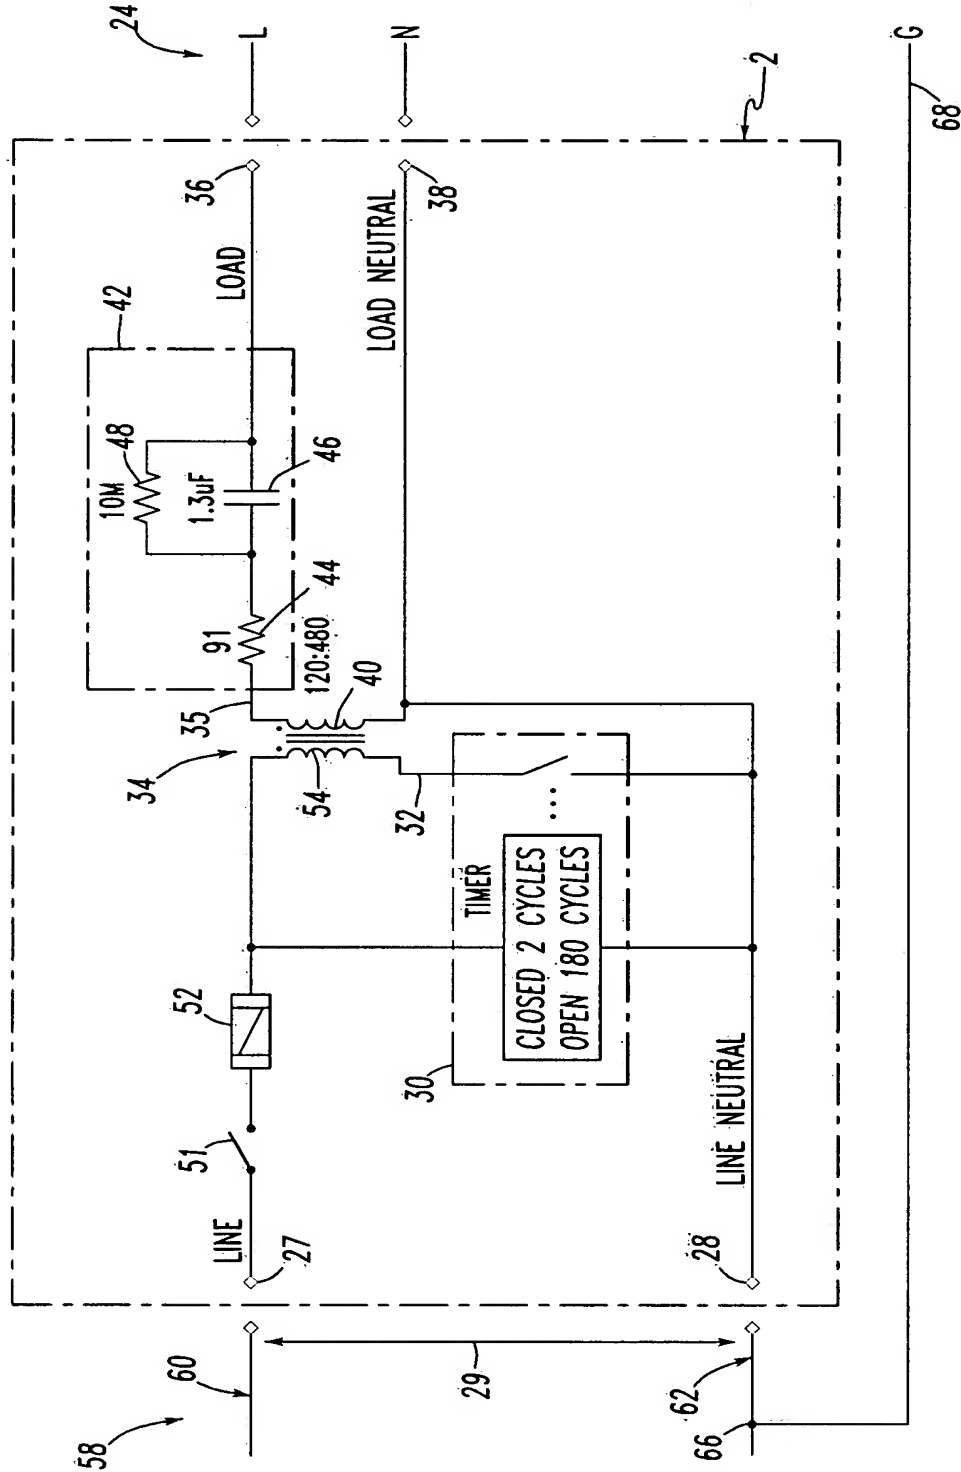 24
L
N
G
2
68
36
38
LOAD
LOAD NEUTRAL
42
48
10M
1.3uF
46
91
44
35
120:480
40
34
54
32
TIMER
CLOSED 2 CYCLES
OPEN 180 CYCLES
30
52
51
LINE
27
LINE NEUTRAL
28
58
60
29
62
66